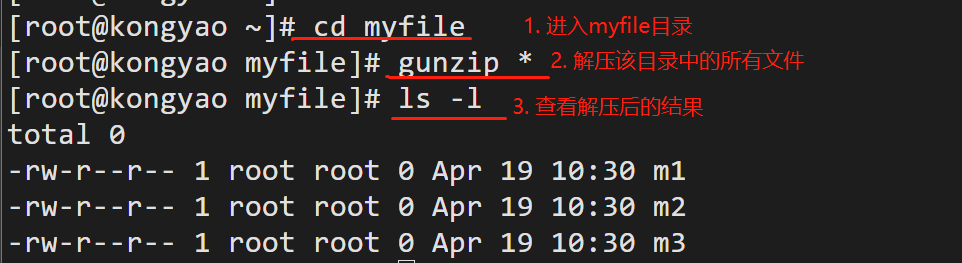 [root@kongyao ~]# cd myfile 1. 进入myfile目录
[root@kongyao myfile]# gunzip * 2. 解压该目录中的所有文件
[root@kongyao myfile]# ls -l 3. 查看解压后的结果
total 0
-rw-r--r-- 1 root root 0 Apr 19 10:30 m1
-rw-r--r-- 1 root root 0 Apr 19 10:30 m2
-rw-r--r-- 1 root root 0 Apr 19 10:30 m3